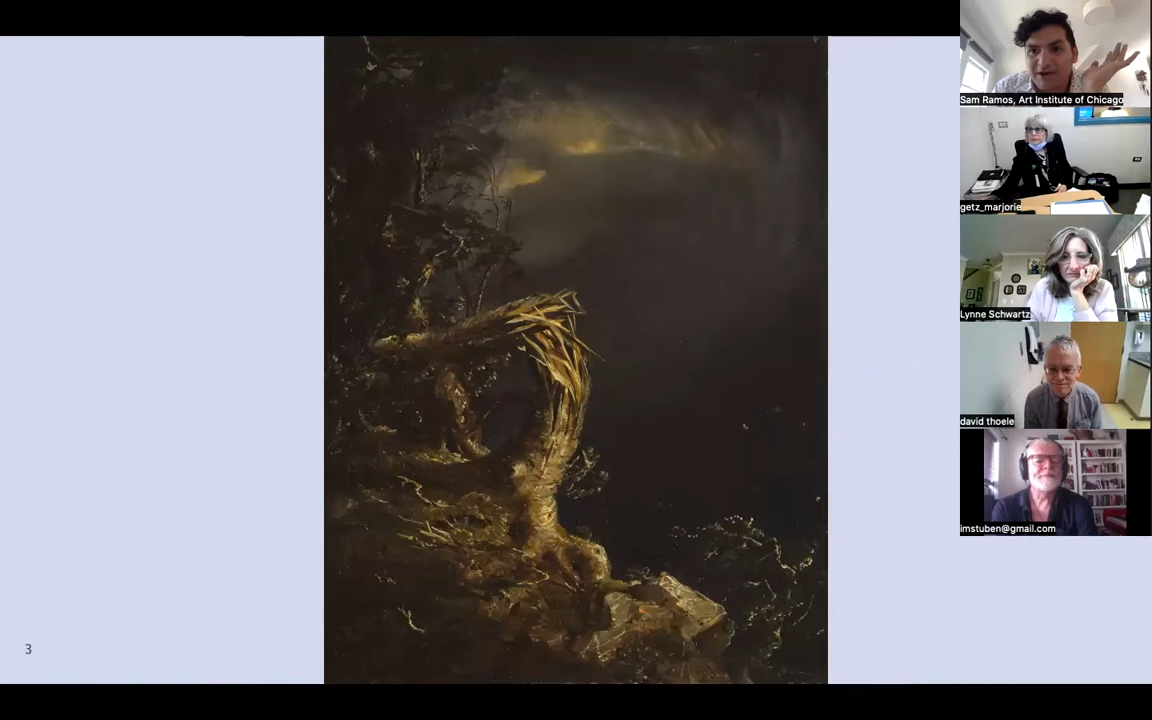 Sam Ramos, Art Institute of Chicago
getz_marjorie
Lynne Schwartz
david thoele
imstuben@gmail.com
3